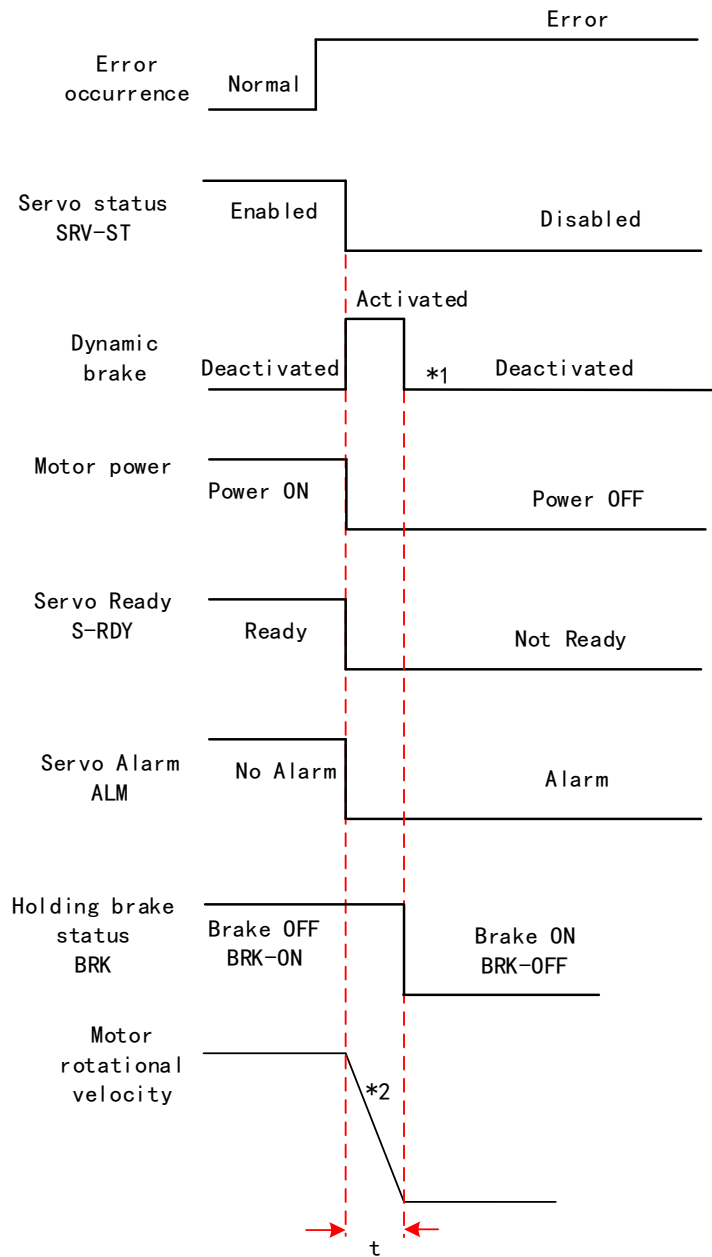 Error
Error
occurrence
Normal
Servo status
SRV-ST
Enabled
Disabled
Activated
Dynamic
brake
Deactivated
*1
Deactivated
Motor power
Power ON
Power OFF
Servo Ready
S-RDY
Ready
Not Ready
Servo Alarm
ALM
No Alarm
Alarm
Holding brake
status
BRK
Brake OFF
BRK-ON
Brake ON
BRK-OFF
Motor
rotational
velocity
*2
t